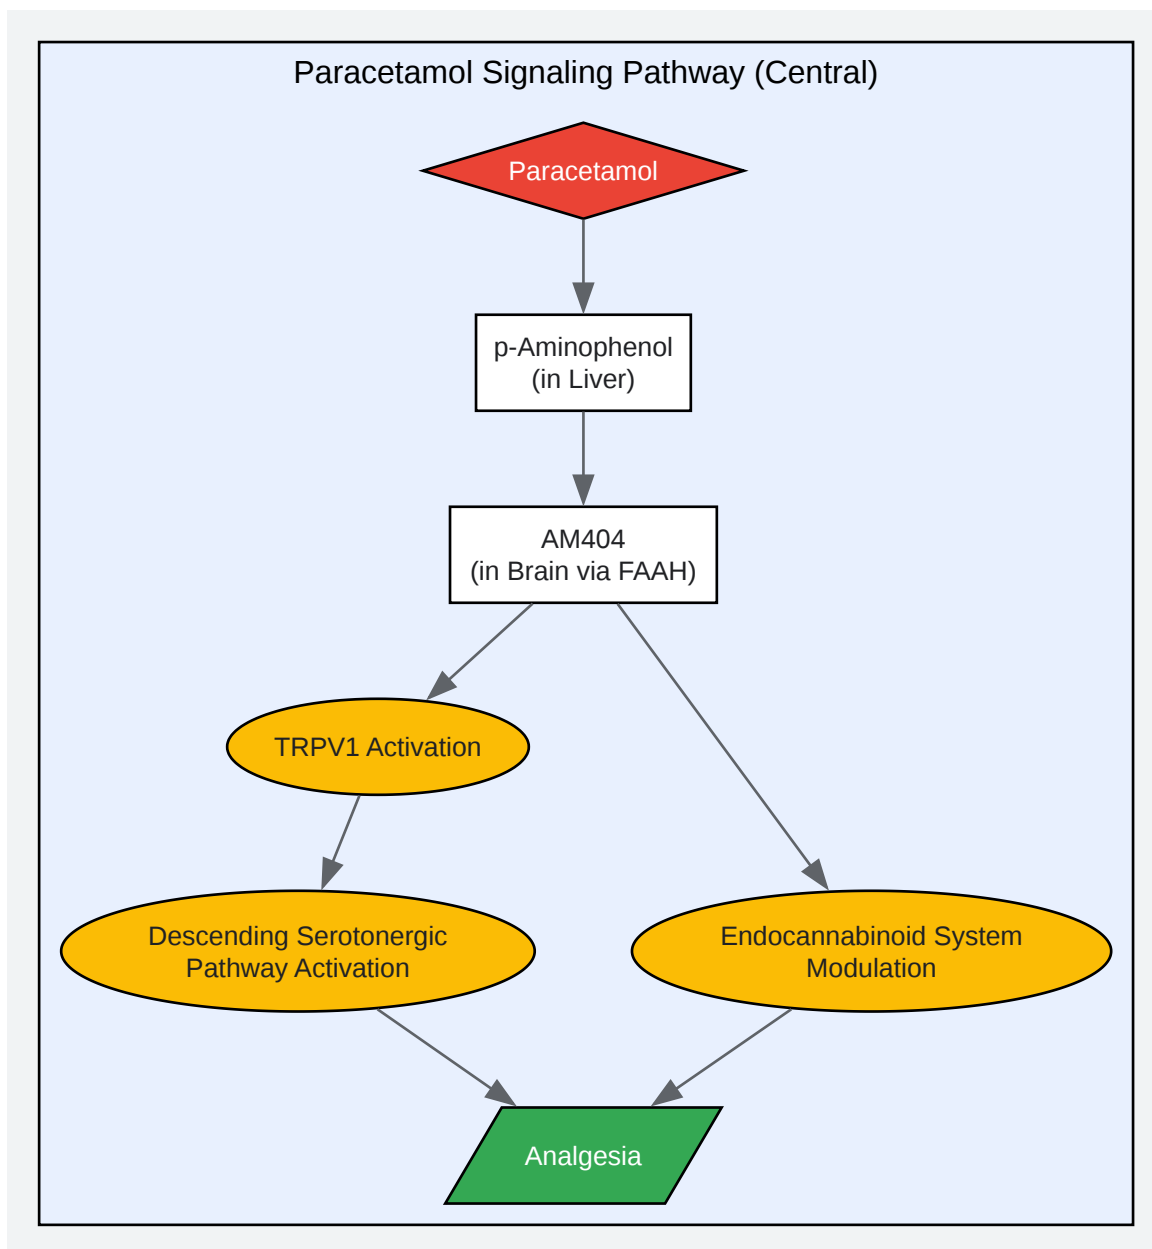 Paracetamol Signaling Pathway (Central)
Paracetamol
p-Aminophenol
(in Liver)
AM404
(in Brain via FAAH)
TRPV1 Activation
Descending Serotonergic
Pathway Activation
Endocannabinoid System
Modulation
Analgesia